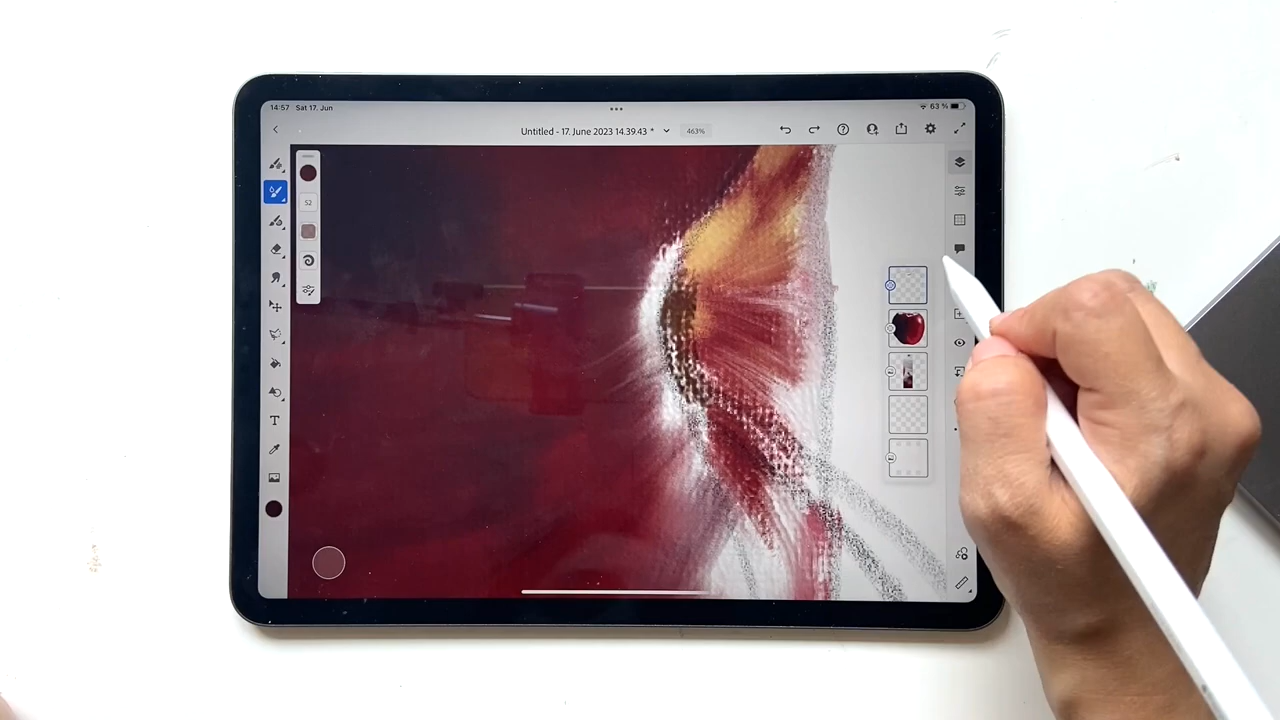 14:57 Sat 17. Jun
63 %
Untitled - 17. June 2023 14.39.43 *
463%
52
T